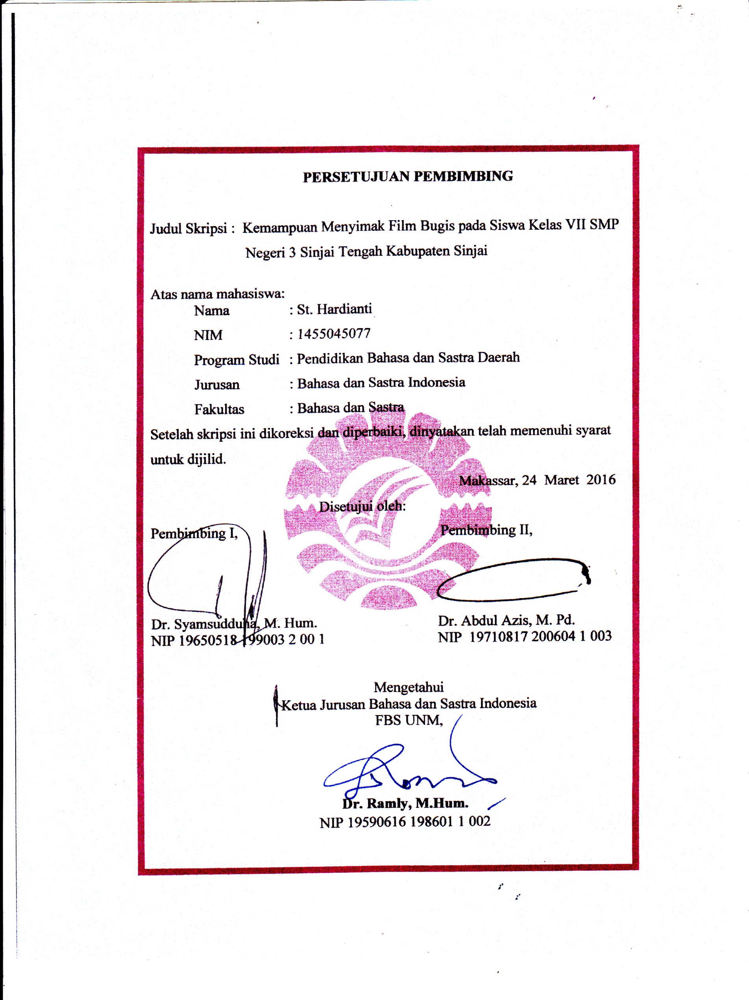 PERSETUJUAN PEMBIMBING
Judul Skripsi : Kemampuan Menyimak Film Bugis pada Siswa Kelas VII SMP
Negeri 3 Sinjai Tengah Kabupaten Sinjai
Atas nama mahasiswa:
Nama : St. Hardianti
NIM : 1455045077
Program Studi : Pendidikan Bahasa dan Sastra Daerah
Jurusan : Bahasa dan Sastra Indonesia
Fakultas : Bahasa dan Sastra
Setelah skripsi ini dikoreksi dan diperbaiki, dinyatakan telah memenuhi syarat
untuk dijilid.
Makassar, 24 Maret 2016
Disetujui oleh:
Pembimbing I, Pembimbing II,
Dr. Syamsudduha, M. Hum. Dr. Abdul Azis, M. Pd.
NIP 19650518 199003 2 00 1 NIP 19710817 200604 1 003
Mengetahui
Ketua Jurusan Bahasa dan Sastra Indonesia
FBS UNM,
Dr. Ramly, M.Hum.
NIP 19590616 198601 1 002